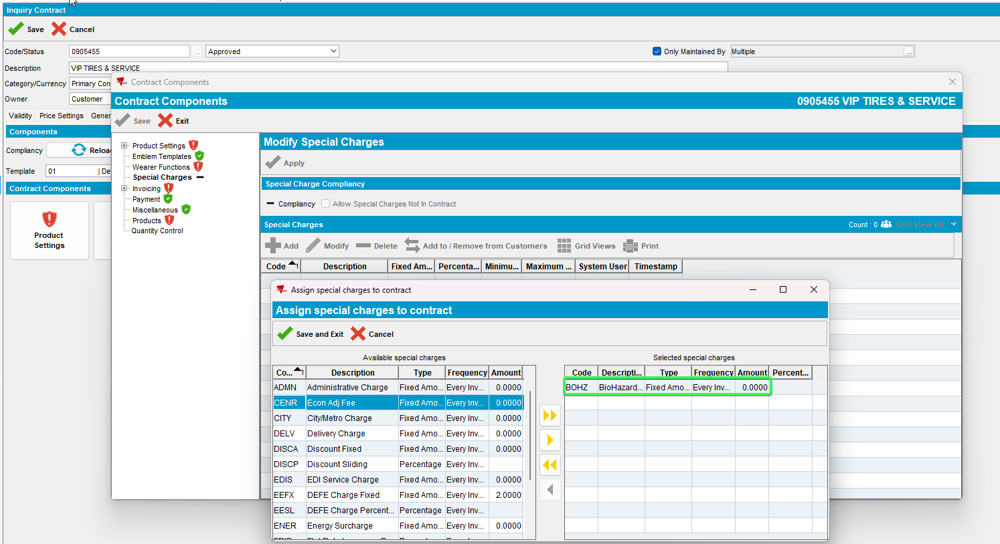 Inquiry Contract
Save Cancel
Code/Status 0905455 ... Approved Only Maintained By Multiple ...
Description VIP TIRES & SERVICE
Category/Currency Primary Con
Owner Customer
Validity Price Settings Gener
Components
Compliancy Reloa
Template 01 | De
Contract Components
Product
Settings
Contract Components
Contract Components 0905455 VIP TIRES & SERVICE
Save Exit
Product Settings
Emblem Templates
Wearer Functions
Special Charges
Invoicing
Payment
Miscellaneous
Products
Quantity Control
Modify Special Charges
Apply
Special Charge Compliancy
Compliancy Allow Special Charges Not In Contract
Special Charges Count : 0 Grid View All
Add Modify Delete Add to / Remove from Customers Grid Views Print
Code 1 Description Fixed Am... Percenta... Minimu... Maximum ... System User Timestamp
Assign special charges to contract
Assign special charges to contract
Save and Exit Cancel
Available special charges
Co... 1 Description Type Frequency Amount
ADMN Administrative Charge Fixed Amo... Every Inv... 0.0000
CENR Econ Adj Fee Fixed Amo... Every Inv... 0.0000
CITY City/Metro Charge Fixed Amo... Every Inv... 0.0000
DELV Delivery Charge Fixed Amo... Every Inv... 0.0000
DISCA Discount Fixed Fixed Amo... Every Inv... 0.0000
DISCP Discount Sliding Percentage Every Inv...
EDIS EDI Service Charge Fixed Amo... Every Inv... 0.0000
EEFX DEFE Charge Fixed Fixed Amo... Every Inv... 2.0000
EESL DEFE Charge Percent... Percentage Every Inv...
ENER Energy Surcharge Fixed Amo... Every Inv... 0.0000
Selected special charges
Code Descripti... Type Frequency Amount Percent...
BOHZ BioHazard... Fixed Amo... Every Inv... 0.0000